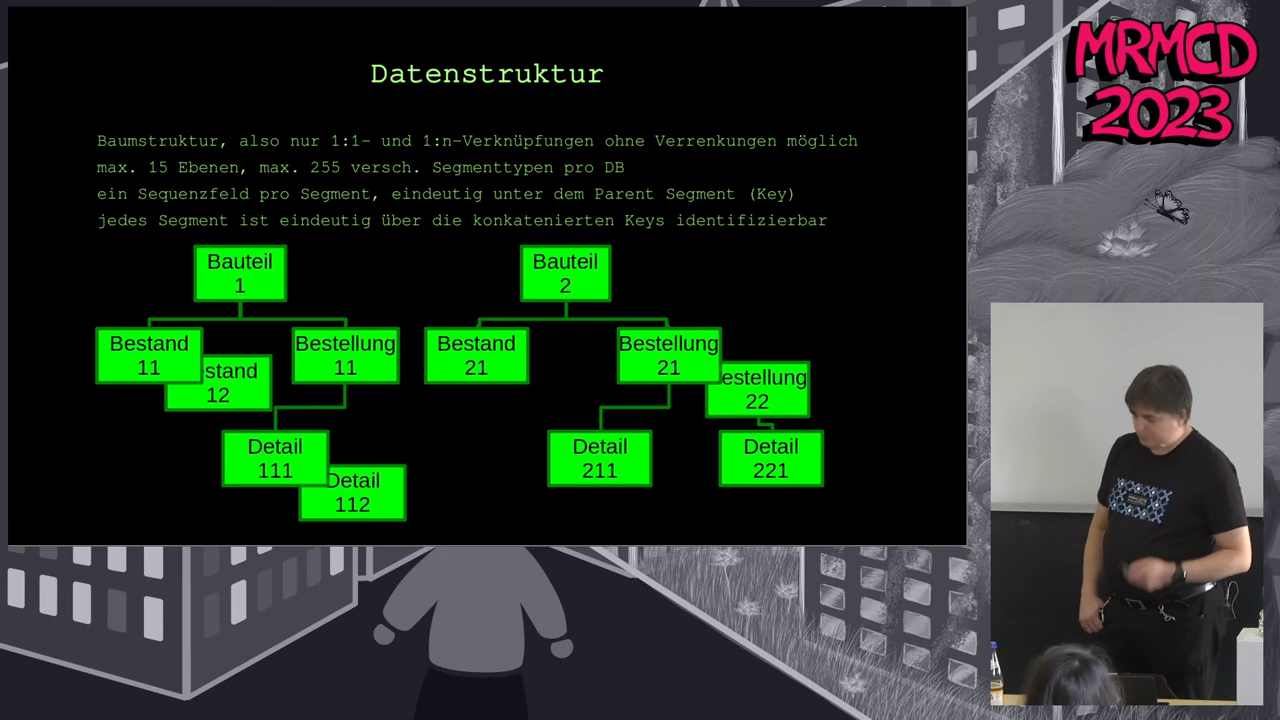 MRMCD
2023
Datenstruktur
Baumstruktur, also nur 1:1- und 1:n-Verknüpfungen ohne Verrenkungen möglich
max. 15 Ebenen, max. 255 versch. Segmenttypen pro DB
ein Sequenzfeld pro Segment, eindeutig unter dem Parent Segment (Key)
jedes Segment ist eindeutig über die konkatenierten Keys identifizierbar
Bauteil
1
Bauteil
2
Bestand
11
stand
12
Bestellung
11
Bestand
21
Bestellung
21
estellung
22
Detail
111
Detail
112
Detail
211
Detail
221